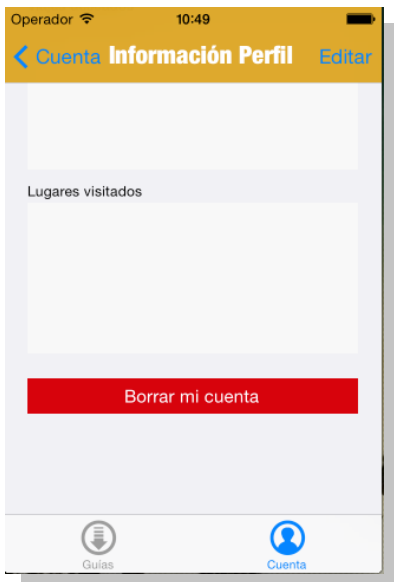 Operador 10:49
Cuenta Información Perfil Editar
Lugares visitados
Borrar mi cuenta
Guías Cuenta